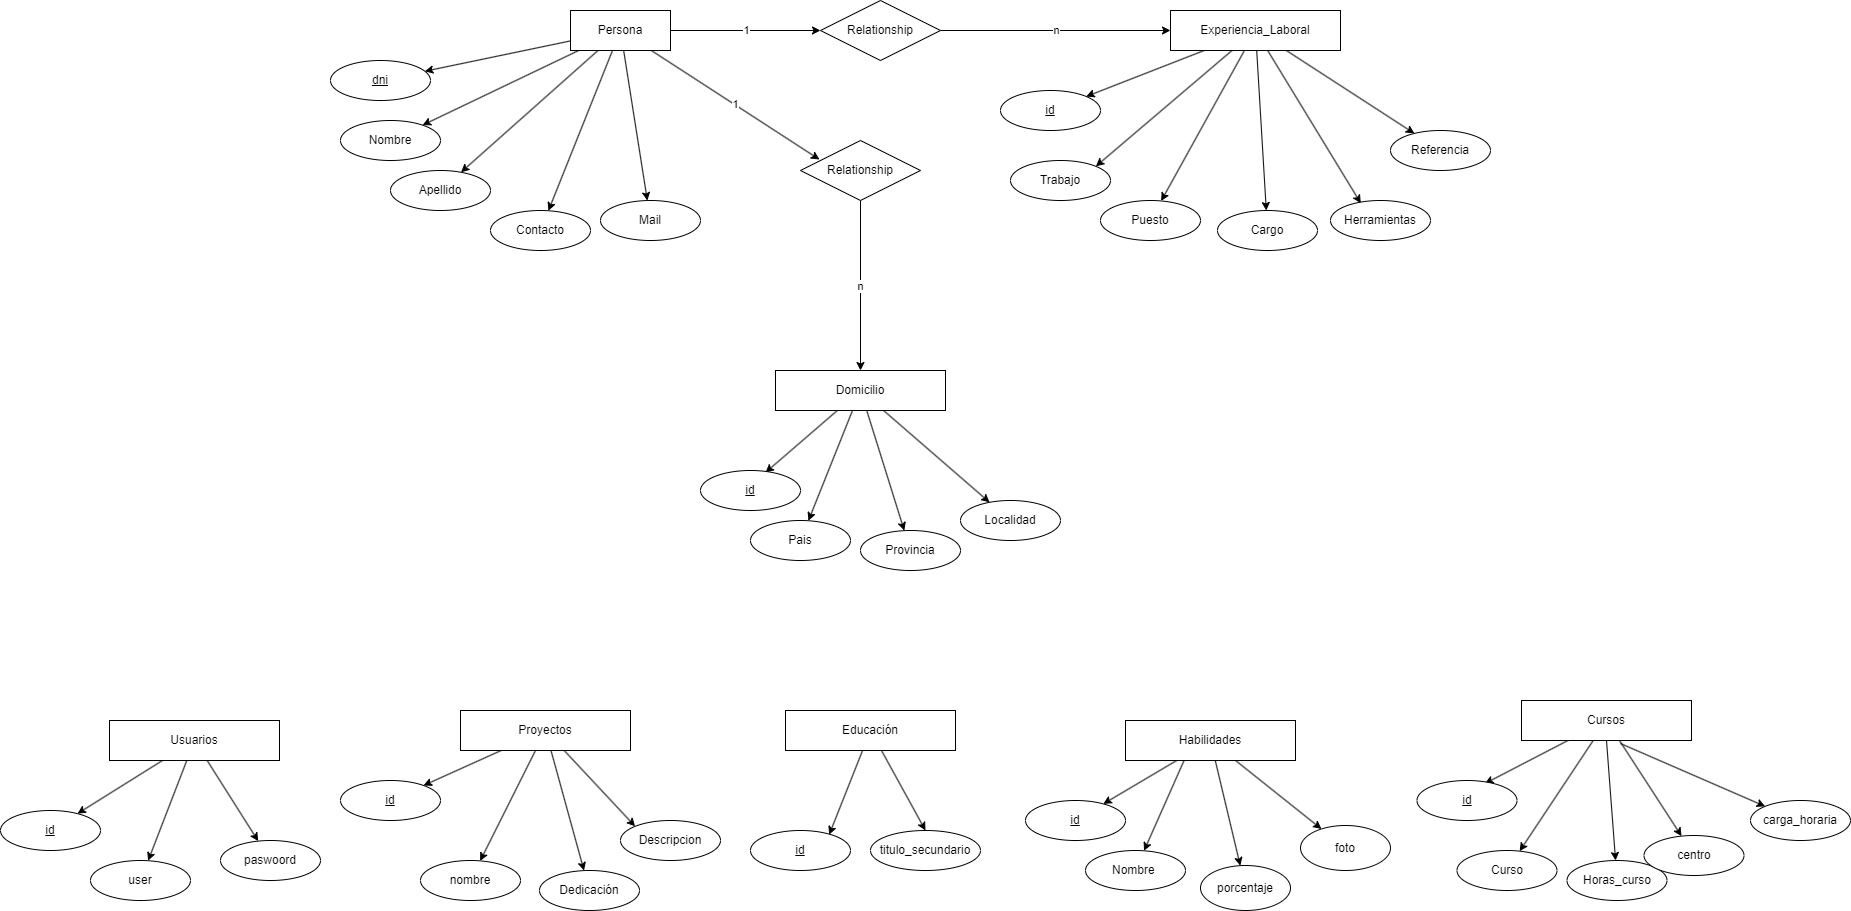 Persona
1
Relationship
n
Experiencia_Laboral
dni
Nombre
Apellido
Contacto
Mail
1
Relationship
n
id
Trabajo
Puesto
Cargo
Herramientas
Referencia
Domicilio
id
Pais
Provincia
Localidad
Usuarios
id
user
paswoord
Proyectos
id
nombre
Dedicación
Descripcion
Educación
id
titulo_secundario
Habilidades
id
Nombre
porcentaje
foto
Cursos
id
Curso
Horas_curso
centro
carga_horaria